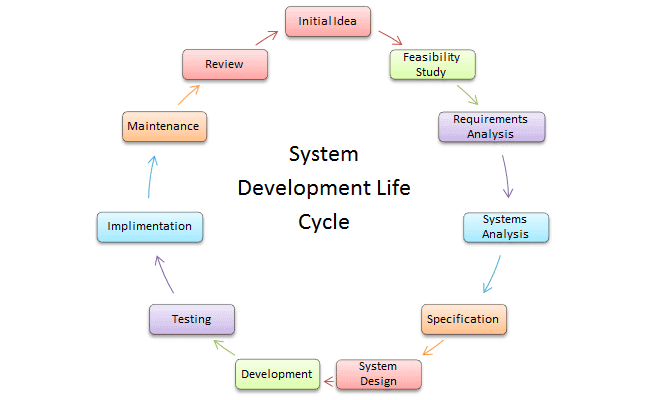 Initial Idea
Feasibility
Study
Requirements
Analysis
Systems
Analysis
Specification
System
Design
Development
Testing
Implimentation
Maintenance
Review
System
Development Life
Cycle